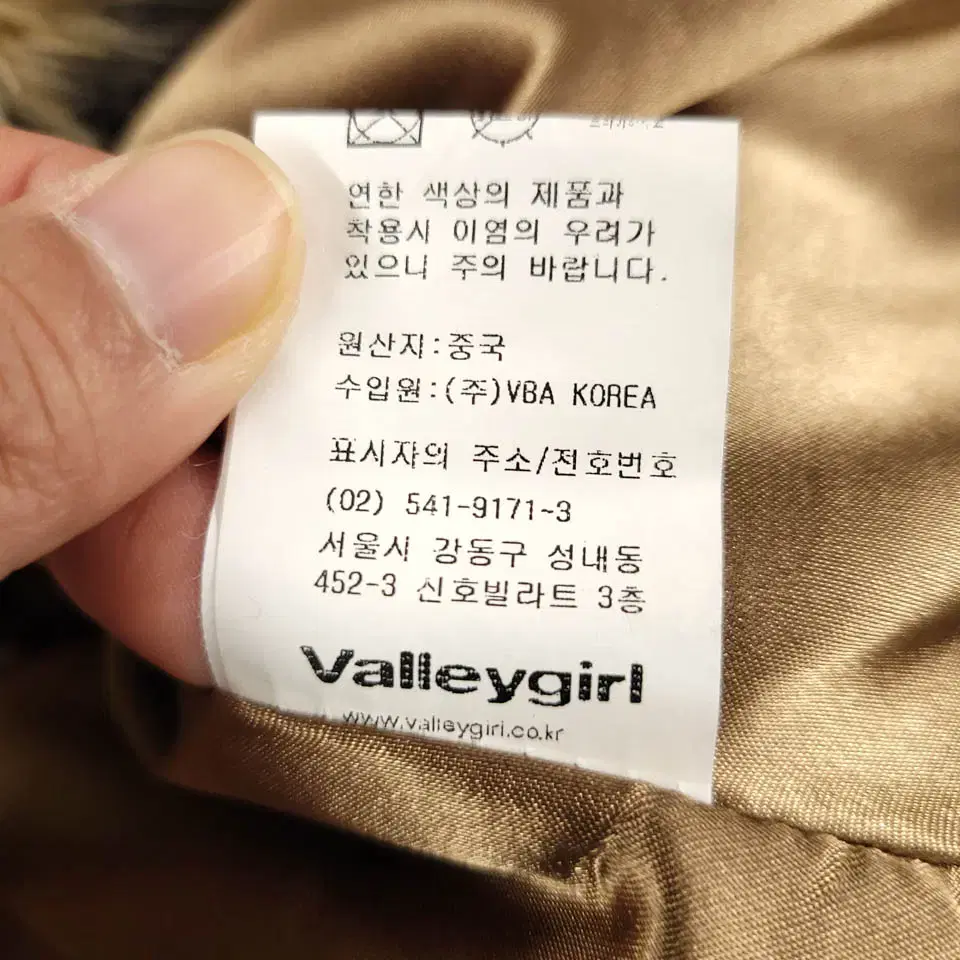 연한 색상의 제품과
착용시 이염의 우려가
있으니 주의 바랍니다.
원산지:중국
수입원:(주)VBA KOREA
표시자의 주소/전호번호
(02) 541-9171~3
서울시 강동구 성내동
452-3 신호빌라트 3층
Valleygirl
www.valleygirl.co.kr